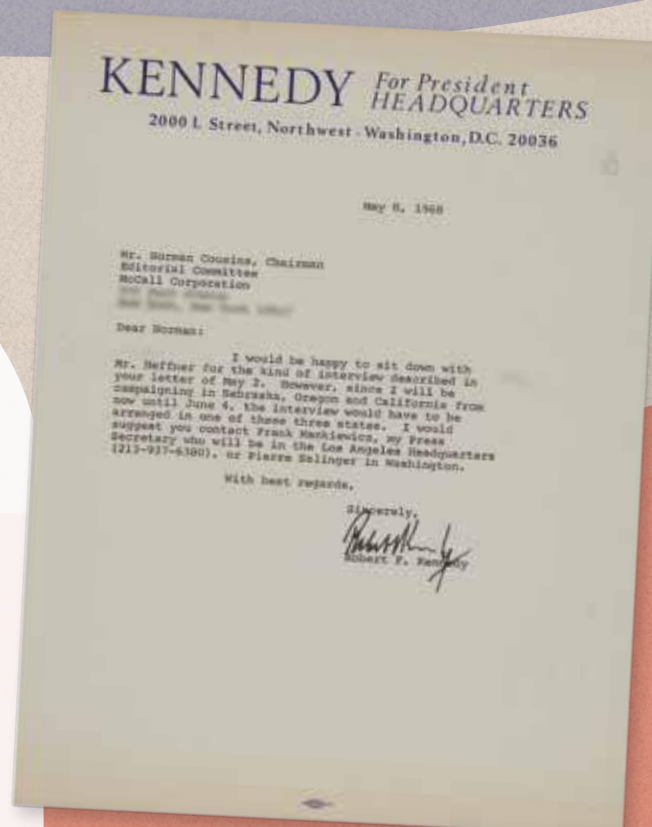 KENNEDY For President
HEADQUARTERS
2000 L Street, Northwest - Washington, D.C. 20036
May 8, 1968
Mr. Norman Cousins, Chairman
Editorial Committee
McCall Corporation
Dear Norman:
I would be happy to sit down with
Mr. Heffner for the kind of interview described in
your letter of May 2. However, since I will be
campaigning in Nebraska, Oregon and California from
now until June 4, the interview would have to be
arranged in one of these three states. I would
suggest you contact Frank Mankiewicz, my Press
Secretary who will be in the Los Angeles Headquarters
(213-937-6380), or Pierre Salinger in Washington.
With best regards,
Sincerely,
Robert F. Kennedy